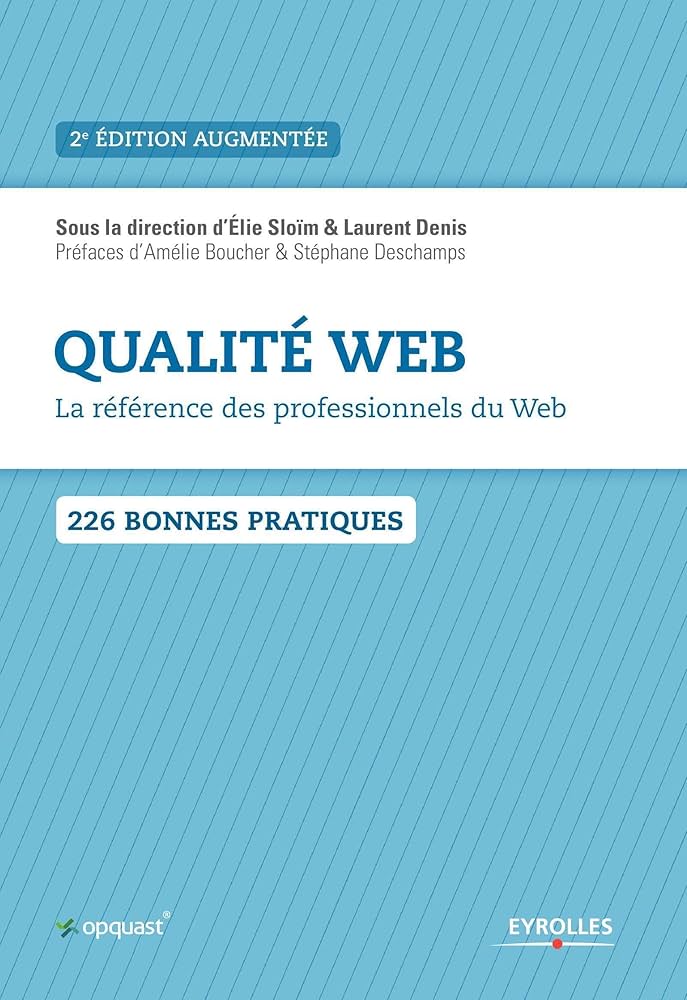 2e ÉDITION AUGMENTÉE
Sous la direction d'Élie Sloïm & Laurent Denis
Préfaces d'Amélie Boucher & Stéphane Deschamps
QUALITÉ WEB
La référence des professionnels du Web
226 BONNES PRATIQUES
opquast®
EYROLLES